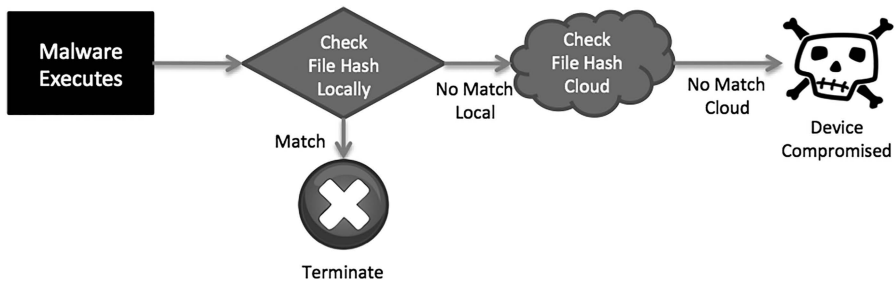 Malware
Executes
Check
File Hash
Locally
No Match
Local
Check
File Hash
Cloud
No Match
Cloud
Device
Compromised
Match
Terminate